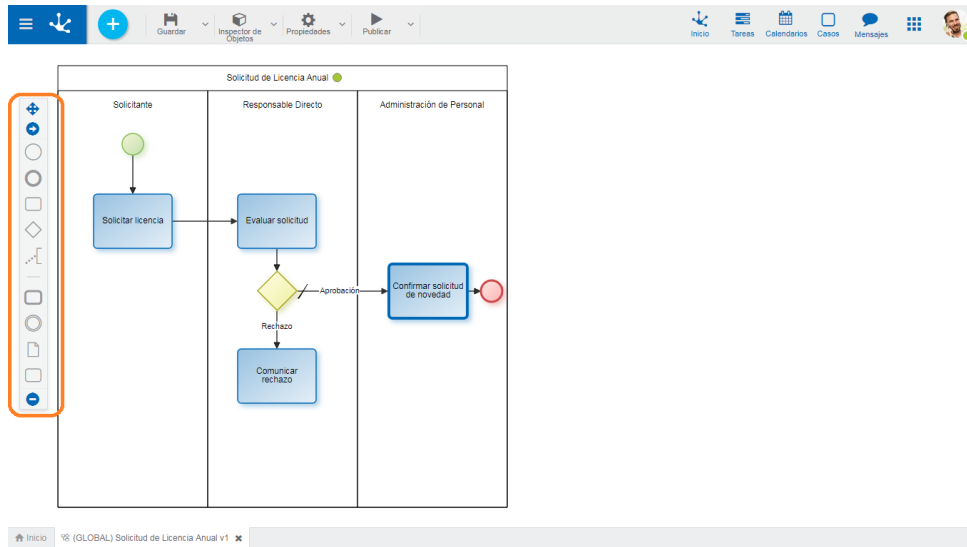 Guardar
Inspector de
Objetos
Propiedades
Publicar
Inicio
Tareas
Calendarios
Casos
Mensajes
Solicitud de Licencia Anual
Solicitante
Responsable Directo
Administración de Personal
Solicitar licencia
Evaluar solicitud
Aprobación
Confirmar solicitud
de novedad
Rechazo
Comunicar
rechazo
Inicio
(GLOBAL) Solicitud de Licencia Anual v1